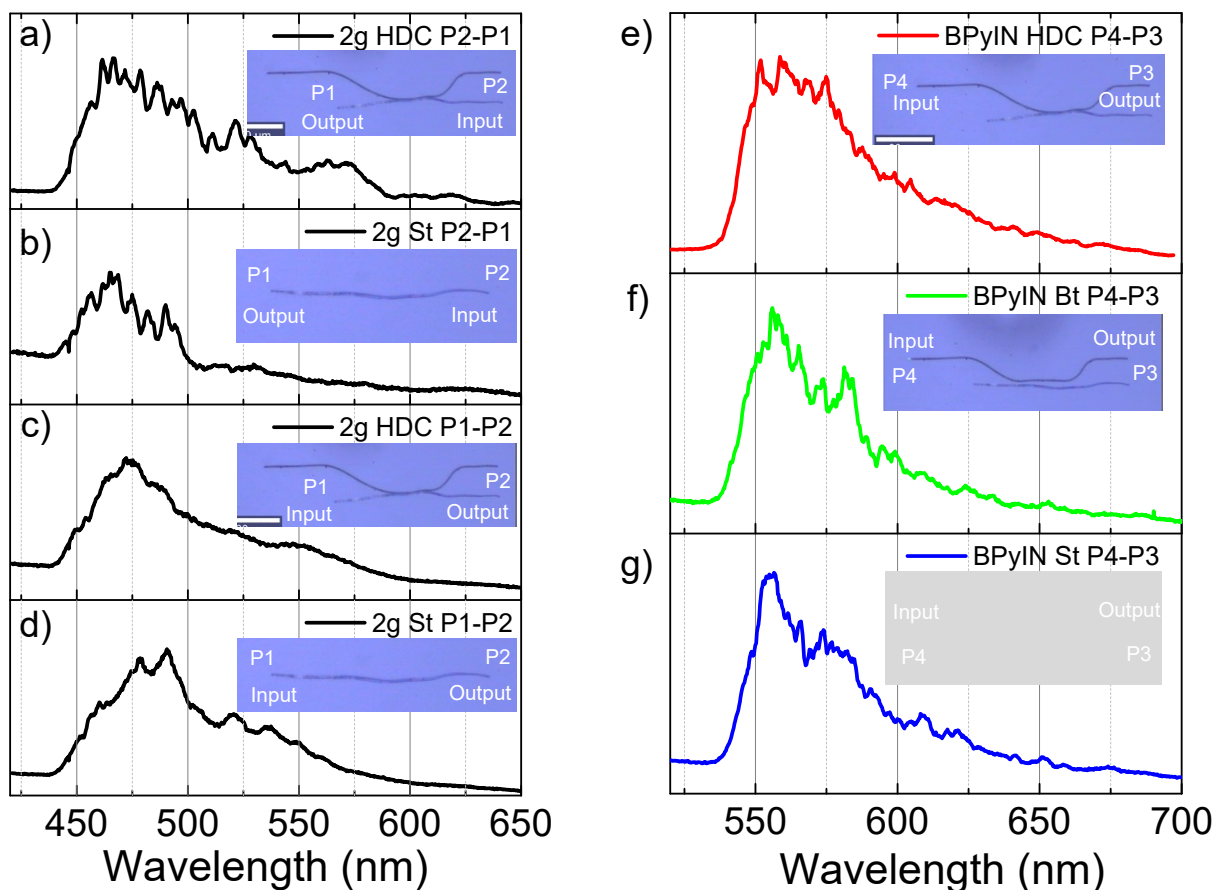 a)
2g HDC P2-P1
P1
P2
Output
Input
b)
2g St P2-P1
P1
P2
Output
Input
c)
2g HDC P1-P2
P1
P2
Input
Output
d)
2g St P1-P2
P1
P2
Input
Output
450 500 550 600 650
Wavelength (nm)
e)
BPyIN HDC P4-P3
P4
P3
Input
Output
f)
BPyIN Bt P4-P3
Input
Output
P4
P3
g)
BPyIN St P4-P3
Input
Output
P4
P3
550 600 650 700
Wavelength (nm)